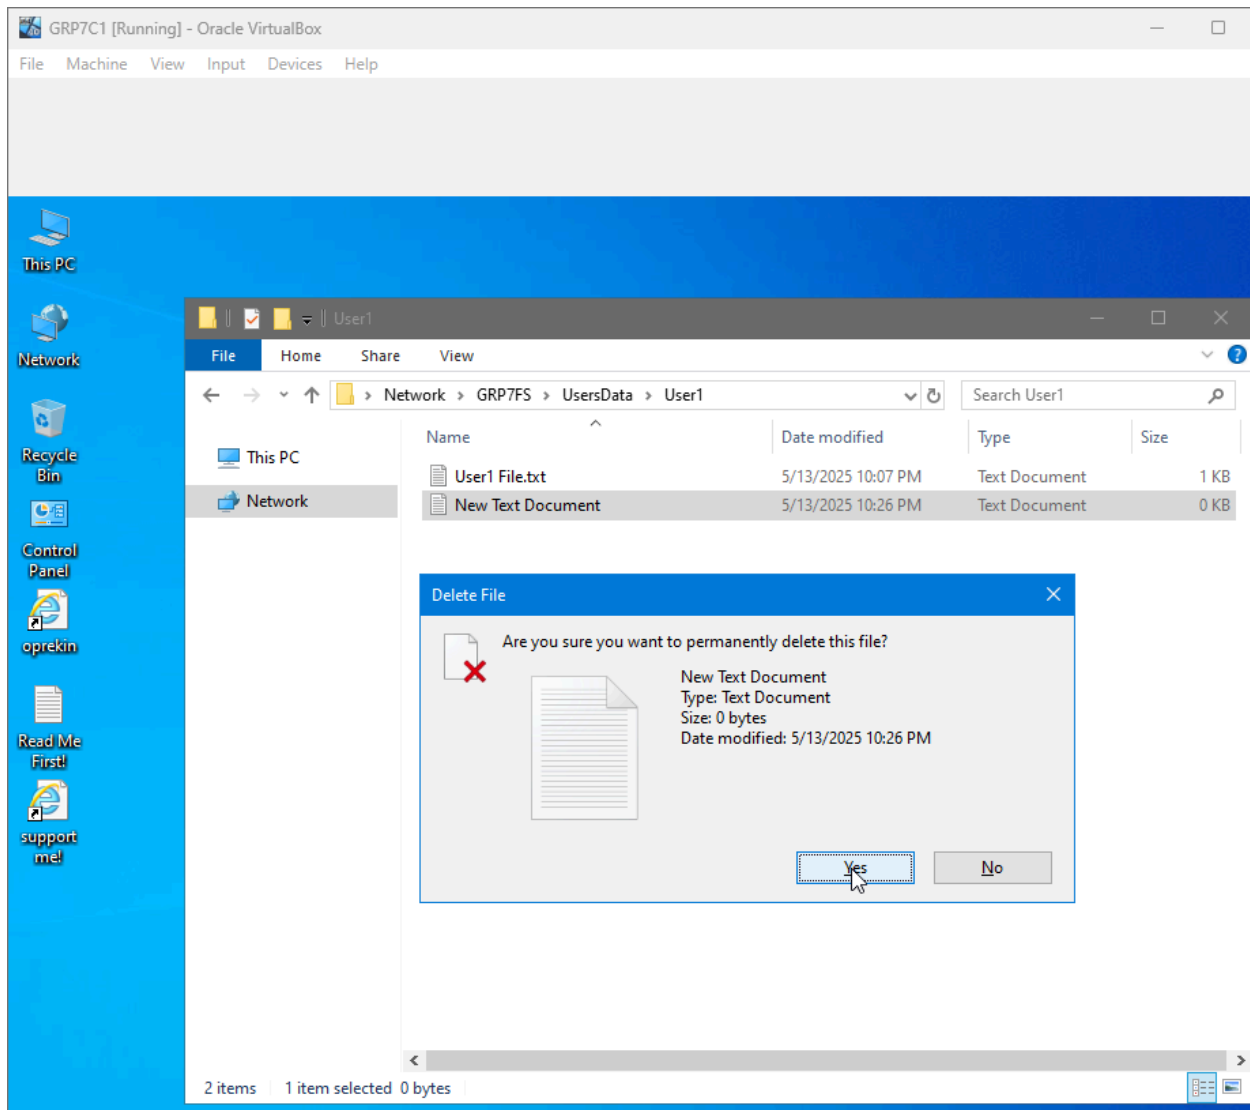 GRP7C1 [Running] - Oracle VirtualBox
File Machine View Input Devices Help
This PC
Network
Recycle
Bin
Control
Panel
oprekin
Read Me
First!
support
me!
User1
File Home Share View
Network > GRP7FS > UsersData > User1
Search User1
This PC
Network
Name Date modified Type Size
User1 File.txt 5/13/2025 10:07 PM Text Document 1 KB
New Text Document 5/13/2025 10:26 PM Text Document 0 KB
Delete File
Are you sure you want to permanently delete this file?
New Text Document
Type: Text Document
Size: 0 bytes
Date modified: 5/13/2025 10:26 PM
Yes No
2 items 1 item selected 0 bytes